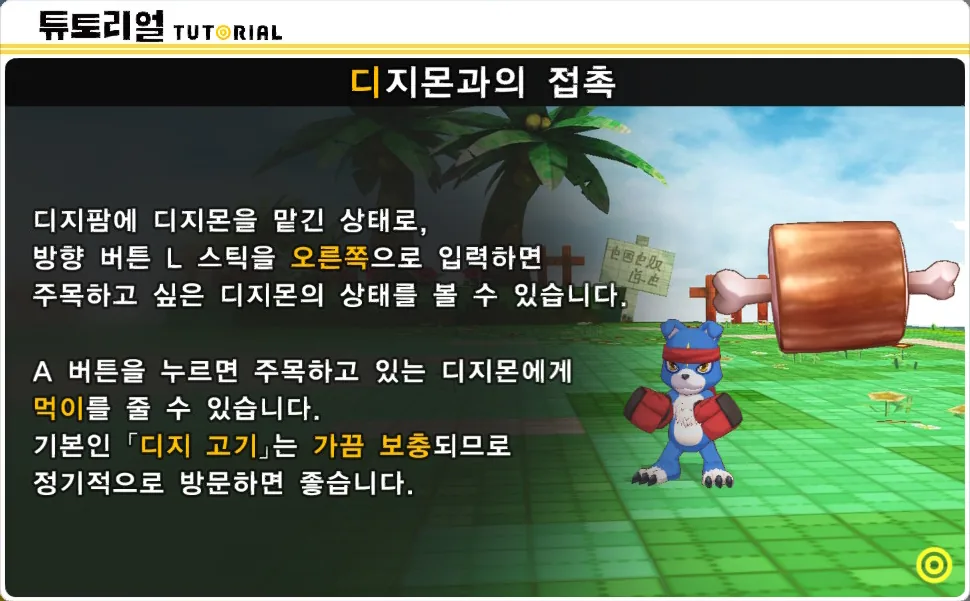 튜토리얼 TUTORIAL
디지몬과의 접촉
디지팜에 디지몬을 맡긴 상태로,
방향 버튼 L 스틱을 오른쪽으로 입력하면
주목하고 싶은 디지몬의 상태를 볼 수 있습니다.
A 버튼을 누르면 주목하고 있는 디지몬에게
먹이를 줄 수 있습니다.
기본인 「디지 고기」는 가끔 보충되므로
정기적으로 방문하면 좋습니다.